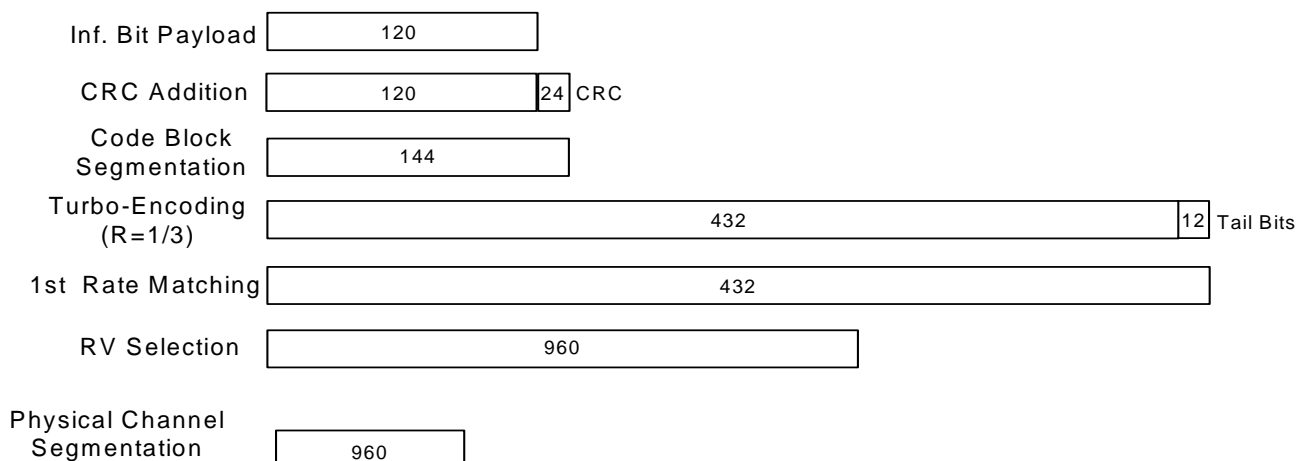 Inf. Bit Payload 120
CRC Addition 120 24 CRC
Code Block
Segmentation 144
Turbo-Encoding
(R=1/3) 432 12 Tail Bits
1st Rate Matching 432
RV Selection 960
Physical Channel
Segmentation 960